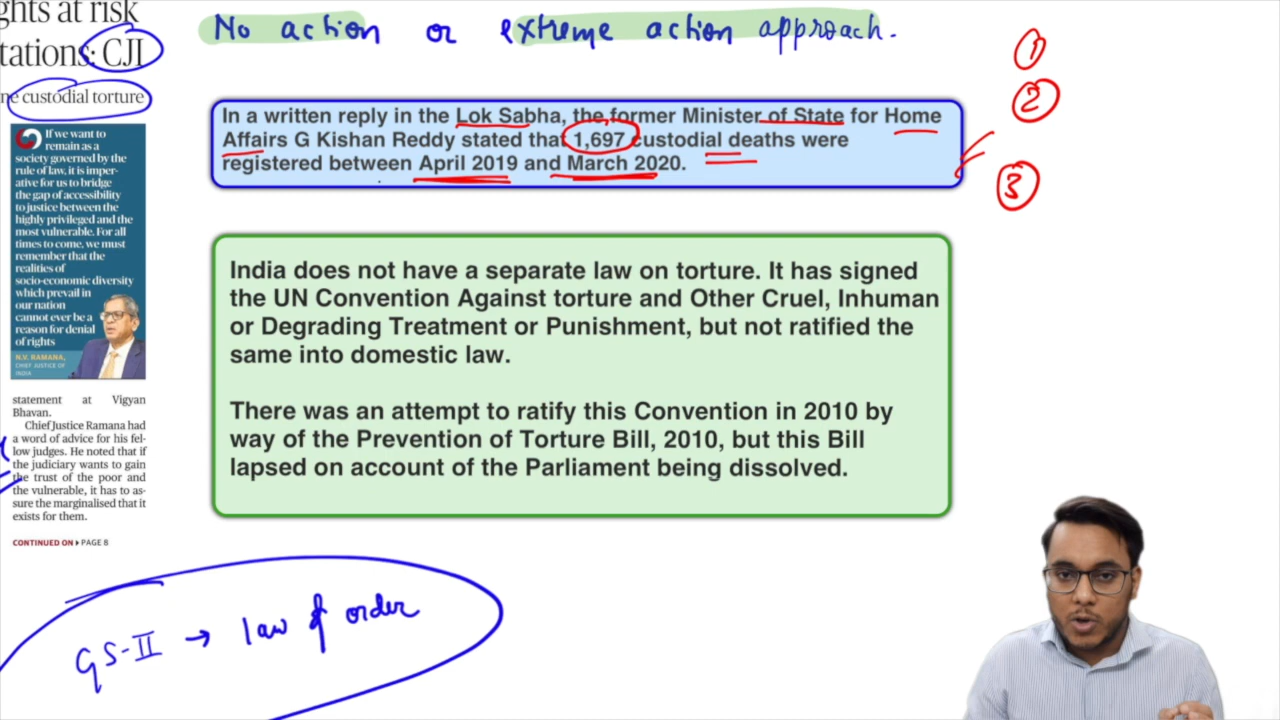 ghts at risk
tations: CJI
ne custodial torture
If we want to
remain as a
society governed by the
rule of law, it is imper-
ative for us to bridge
the gap of accessibility
to justice between the
highly privileged and the
most vulnerable. For all
times to come, we must
remember that the
realities of
socio-economic diversity
which prevail in
our nation
cannot ever be a
reason for denial
of rights
N.V. RAMANA,
CHIEF JUSTICE OF
INDIA
statement at Vigyan
Bhavan.
Chief Justice Ramana had
a word of advice for his fel-
low judges. He noted that if
the judiciary wants to gain
the trust of the poor and
the vulnerable, it has to as-
sure the marginalised that it
exists for them.
CONTINUED ON ▸ PAGE 8
No action or extreme action approach.
In a written reply in the Lok Sabha, the former Minister of State for Home
Affairs G Kishan Reddy stated that 1,697 custodial deaths were
registered between April 2019 and March 2020.
1
2
3
India does not have a separate law on torture. It has signed
the UN Convention Against torture and Other Cruel, Inhuman
or Degrading Treatment or Punishment, but not ratified the
same into domestic law.
There was an attempt to ratify this Convention in 2010 by
way of the Prevention of Torture Bill, 2010, but this Bill
lapsed on account of the Parliament being dissolved.
GS-II → law & order